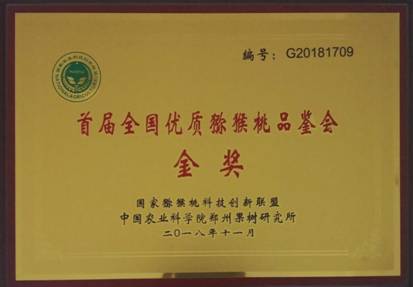 编号：G20181709
首届全国优质猕猴桃品鉴会
金奖
国家猕猴桃科技创新联盟
中国农业科学院郑州果树研究所
二〇一八年十一月